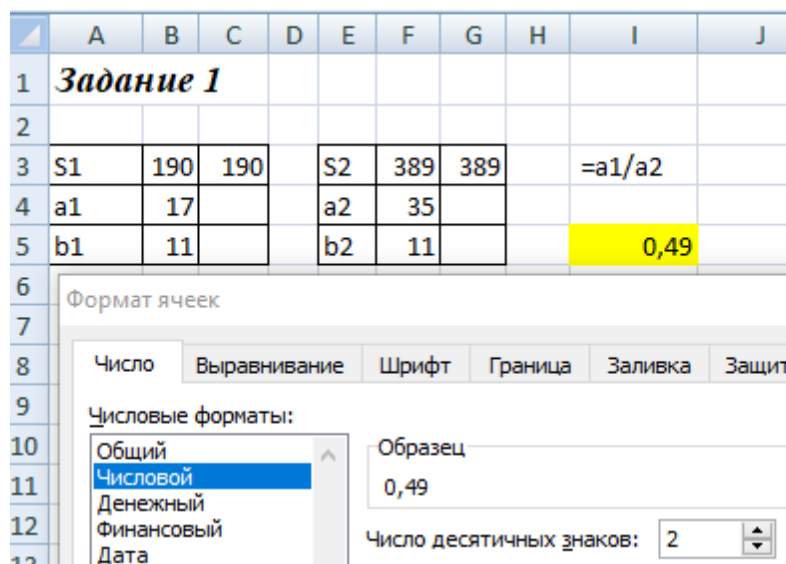 A B C D E F G H I J
1 Задание 1
2
3 S1 190 190 S2 389 389 =a1/a2
4 a1 17 a2 35
5 b1 11 b2 11 0,49
6
Формат ячеек
7
8 Число Выравнивание Шрифт Граница Заливка Защит
9 Числовые форматы:
10 Общий Образец
11 Числовой 0,49
Денежный
12 Финансовый Число десятичных знаков: 2
13 Дата